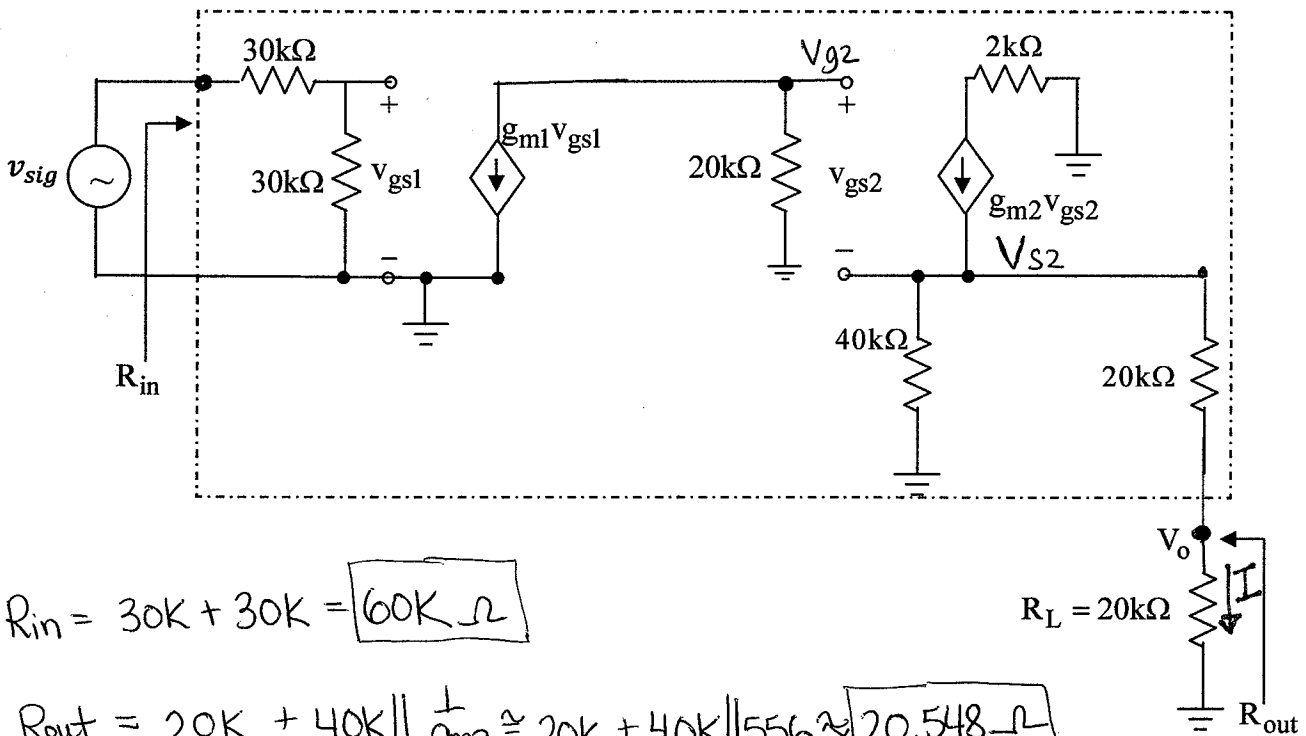 30kΩ
V_g2
2kΩ
+
+
v_sig
~
30kΩ
v_gs1
g_m1v_gs1
20kΩ
v_gs2
g_m2v_gs2
−
−
V_S2
R_in
40kΩ
20kΩ
V_o
I
R_in = 30K + 30K = 60K Ω
R_L = 20kΩ
R_out = 20K + 40K || 1/g_m2 ≅ 20K + 40K||556 ≈ 20,548 Ω
R_out